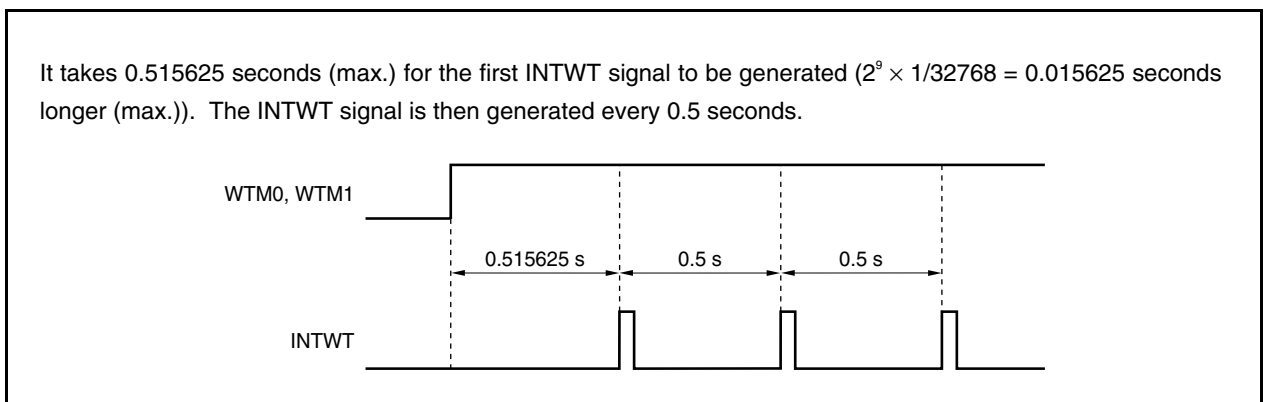 It takes 0.515625 seconds (max.) for the first INTWT signal to be generated (2⁹ × 1/32768 = 0.015625 seconds
longer (max.)).  The INTWT signal is then generated every 0.5 seconds.
WTM0, WTM1
0.515625 s
0.5 s
0.5 s
INTWT